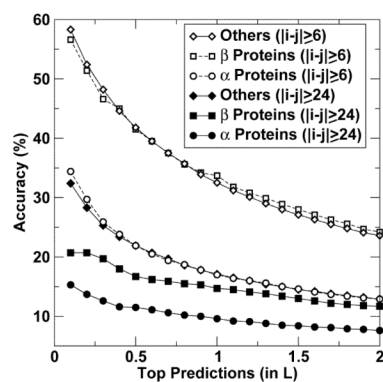 60
50
40
30
20
10
Accuracy (%)
Others (|i-j|≥6)
β Proteins (|i-j|≥6)
α Proteins (|i-j|≥6)
Others (|i-j|≥24)
β Proteins (|i-j|≥24)
α Proteins (|i-j|≥24)
0 0.5 1 1.5 2
Top Predictions (in L)